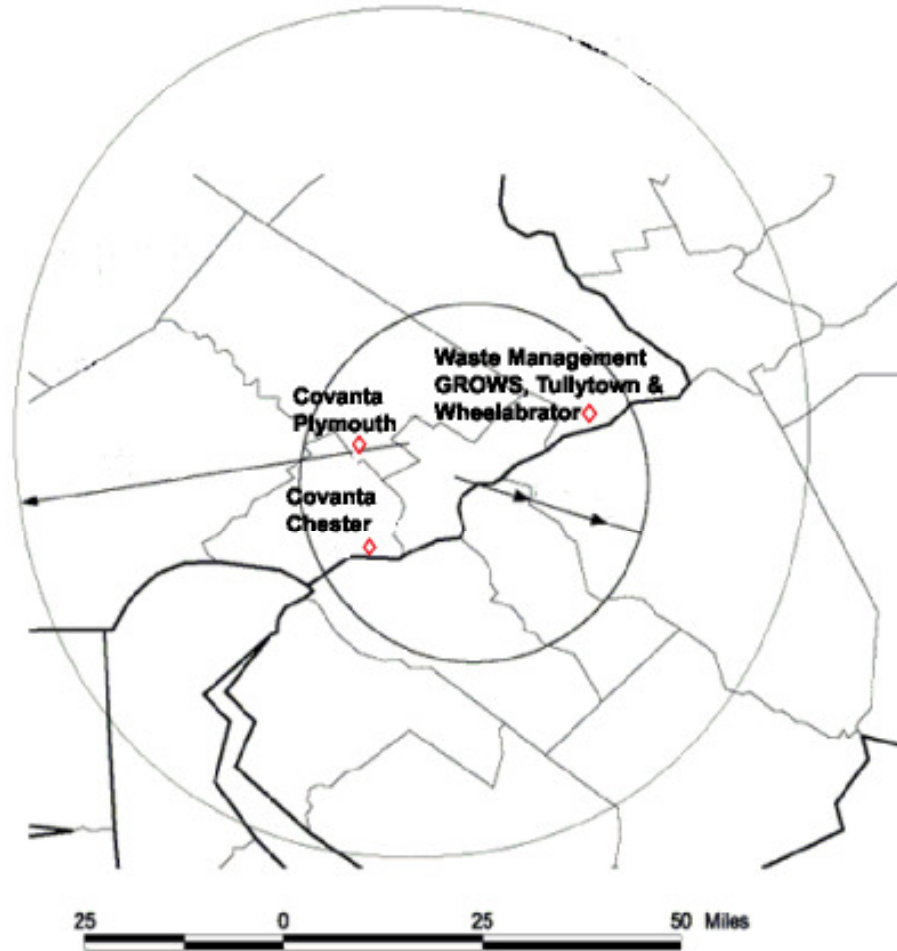 Waste Management
GROWS, Tullytown &
Wheelabrator
Covanta
Plymouth
Covanta
Chester
25 0 25 50 Miles